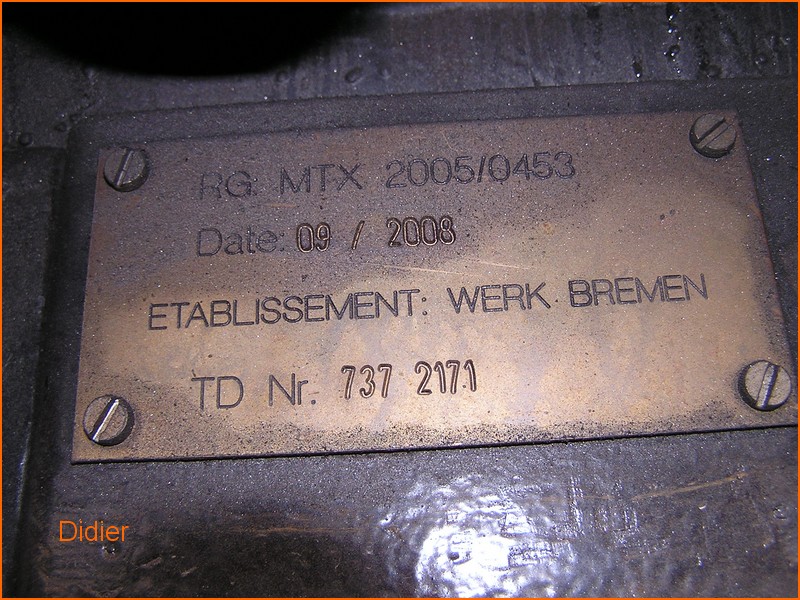 RG: MTX 2005/0453
Date: 09 / 2008
ETABLISSEMENT: WERK BREMEN
TD Nr. 737 2171
Didier